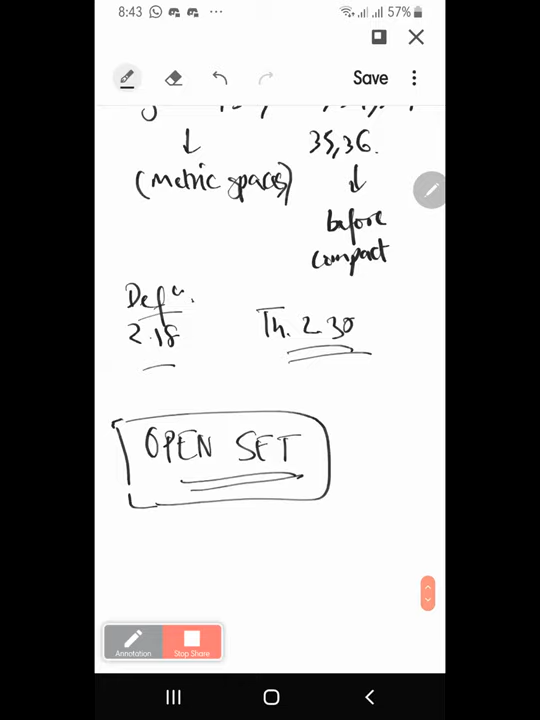 8:43 57%
Save
35,36.
(metric spaces)
before
compact
Defn.
2.18
Th. 2.30
OPEN SET
Annotation Stop Share